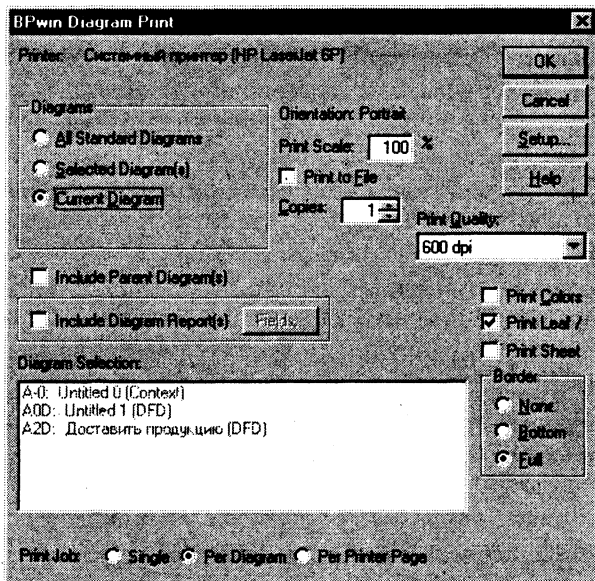 BPwin Diagram Print
Printer: Системный принтер (HP LaserJet 6P)
OK
Cancel
Setup...
Help
Diagrams
All Standard Diagrams
Selected Diagram(s)
Current Diagram
Orientation: Portrait
Print Scale: 100 %
Print to File
Copies: 1
Print Quality:
600 dpi
Include Parent Diagram(s)
Include Diagram Report(s) Fields...
Print Colors
Print Leaf /
Print Sheet
Diagram Selection:
A-0: Untitled 0 (Context)
A0D: Untitled 1 (DFD)
A2D: Доставить продукцию (DFD)
Border
None
Bottom
Full
Print Job: Single Per Diagram Per Printer Page